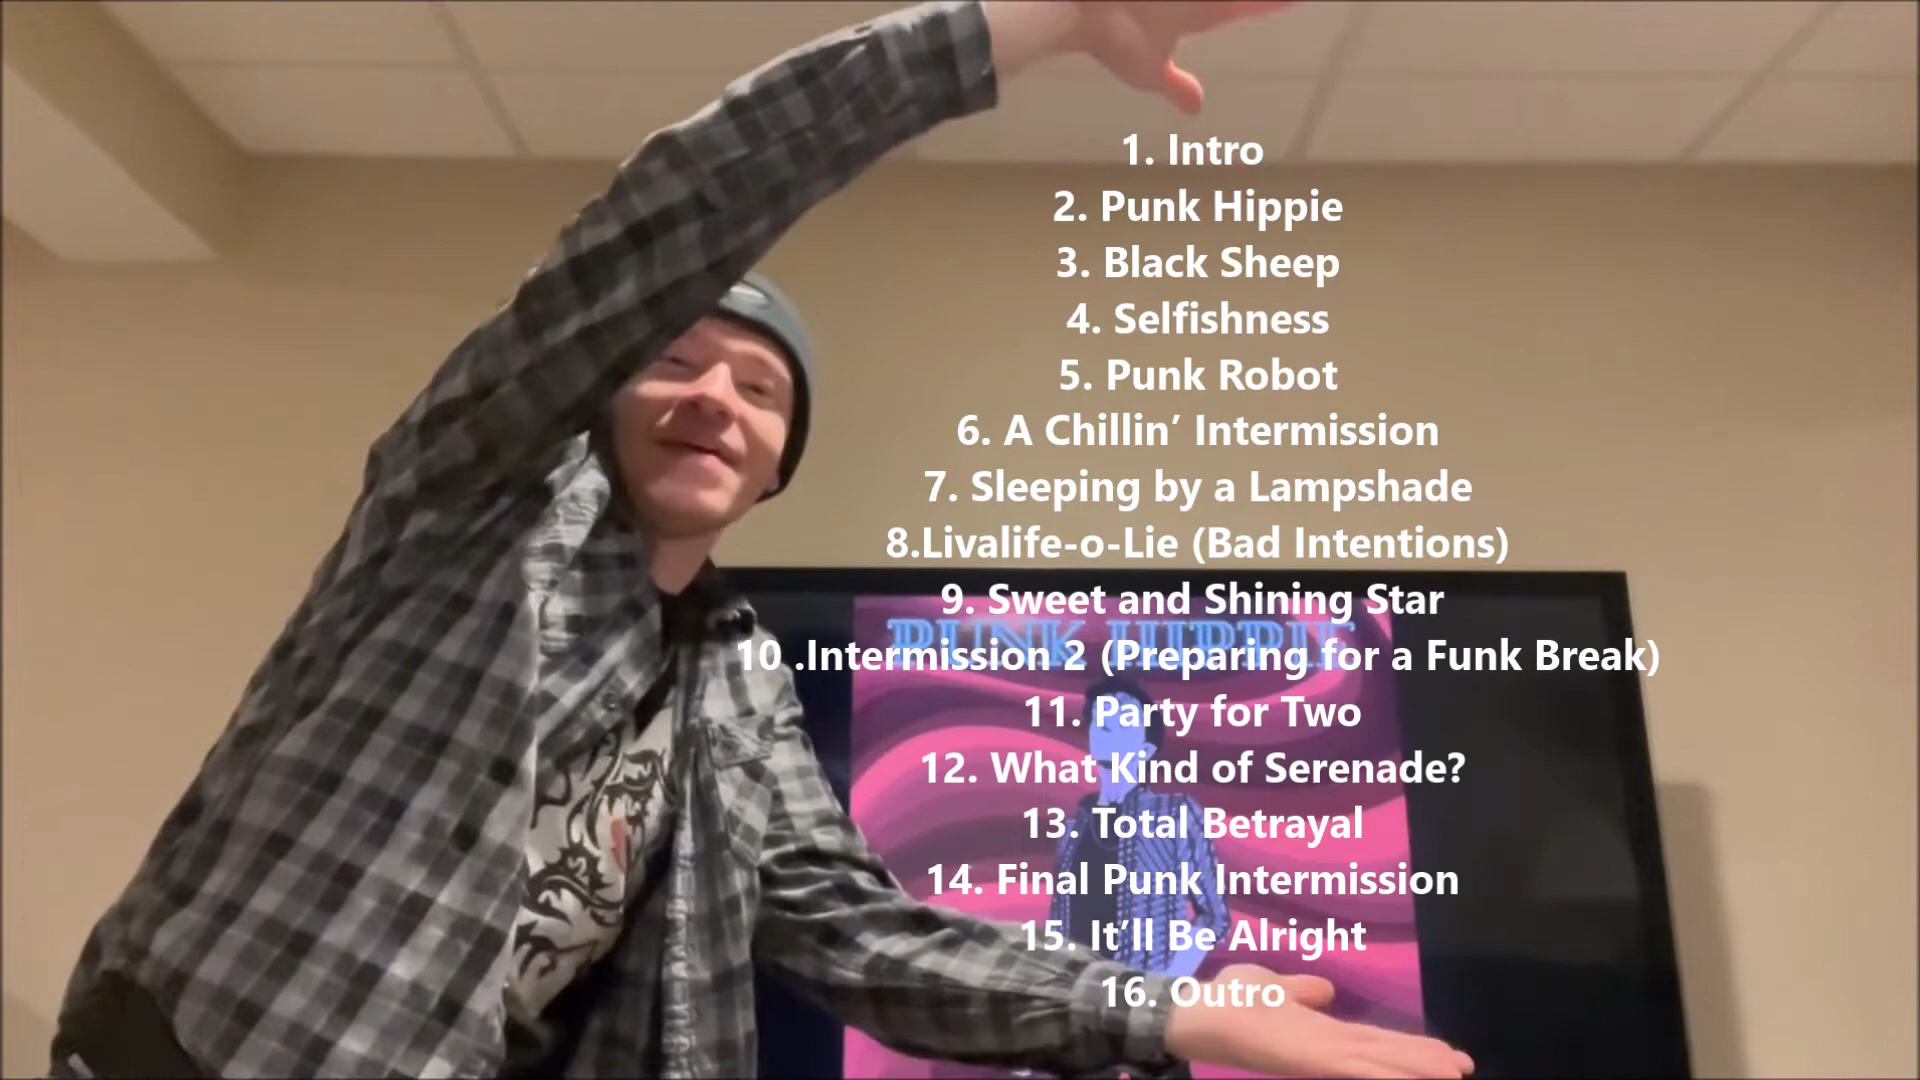 1. Intro
2. Punk Hippie
3. Black Sheep
4. Selfishness
5. Punk Robot
6. A Chillin’ Intermission
7. Sleeping by a Lampshade
8.Livalife-o-Lie (Bad Intentions)
9. Sweet and Shining Star
PUNK HIPPIE
10 .Intermission 2 (Preparing for a Funk Break)
11. Party for Two
12. What Kind of Serenade?
13. Total Betrayal
14. Final Punk Intermission
15. It’ll Be Alright
16. Outro